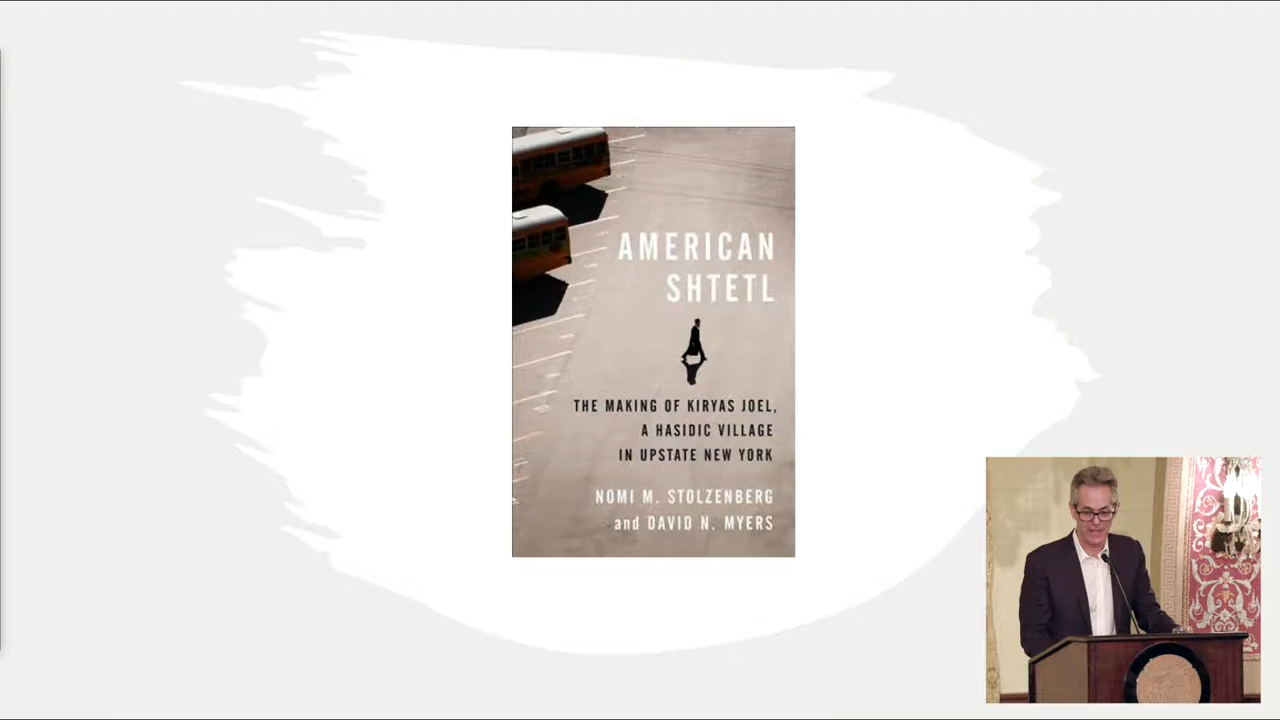 AMERICAN
SHTETL
THE MAKING OF KIRYAS JOEL,
A HASIDIC VILLAGE
IN UPSTATE NEW YORK
NOMI M. STOLZENBERG
and DAVID N. MYERS